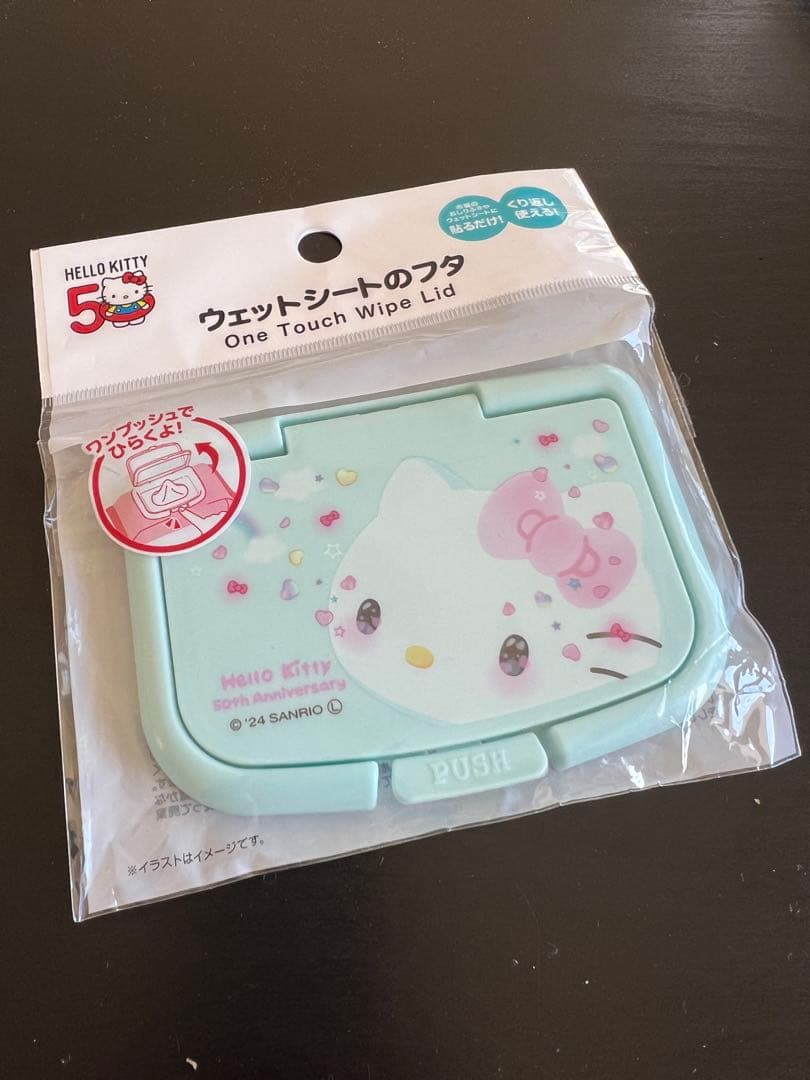 HELLO KITTY
50
ウェットシートのフタ
One Touch Wipe Lid
市販の
おしりふきや
ウェットシートに
貼るだけ!
くり返し
使える!
ワンプッシュで
ひらくよ!
Hello Kitty
50th Anniversary
© '24 SANRIO Ⓛ
PUSH
※イラストはイメージです。